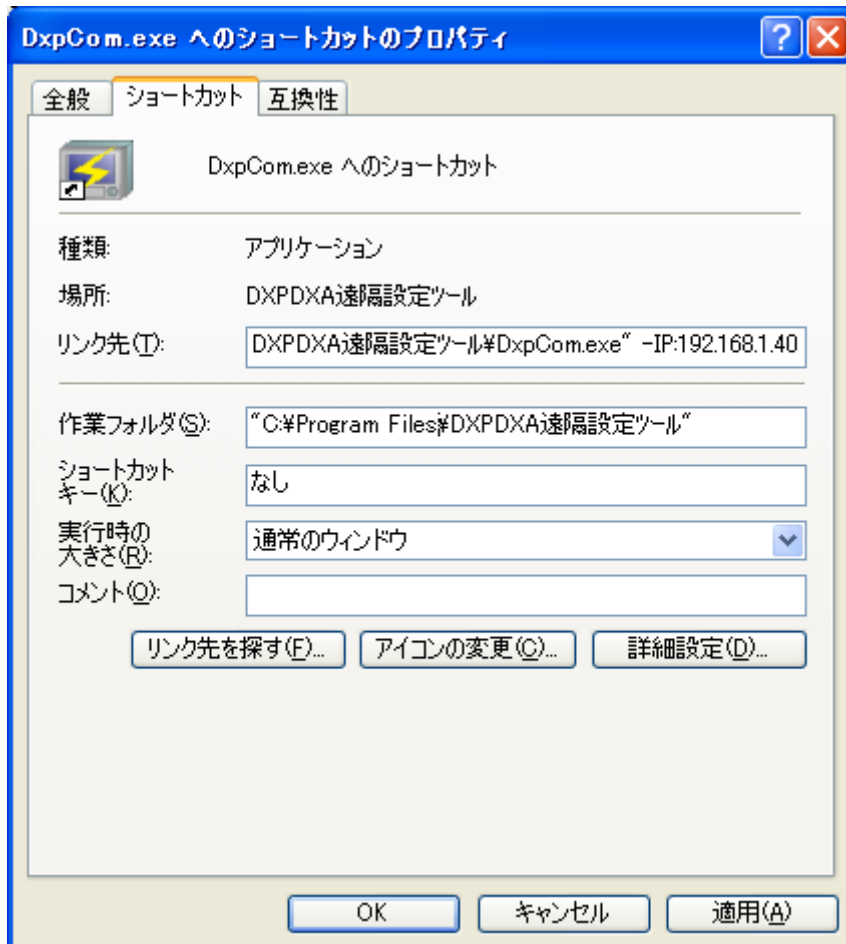 DxpCom.exe へのショートカットのプロパティ
全般 ショートカット 互換性
DxpCom.exe へのショートカット
種類: アプリケーション
場所: DXPDXA遠隔設定ツール
リンク先(T): DXPDXA遠隔設定ツール¥DxpCom.exe" -IP:192.168.1.40
作業フォルダ(S): "C:¥Program Files¥DXPDXA遠隔設定ツール"
ショートカット
キー(K): なし
実行時の
大きさ(R): 通常のウィンドウ
コメント(O):
リンク先を探す(F)... アイコンの変更(C)... 詳細設定(D)...
OK キャンセル 適用(A)